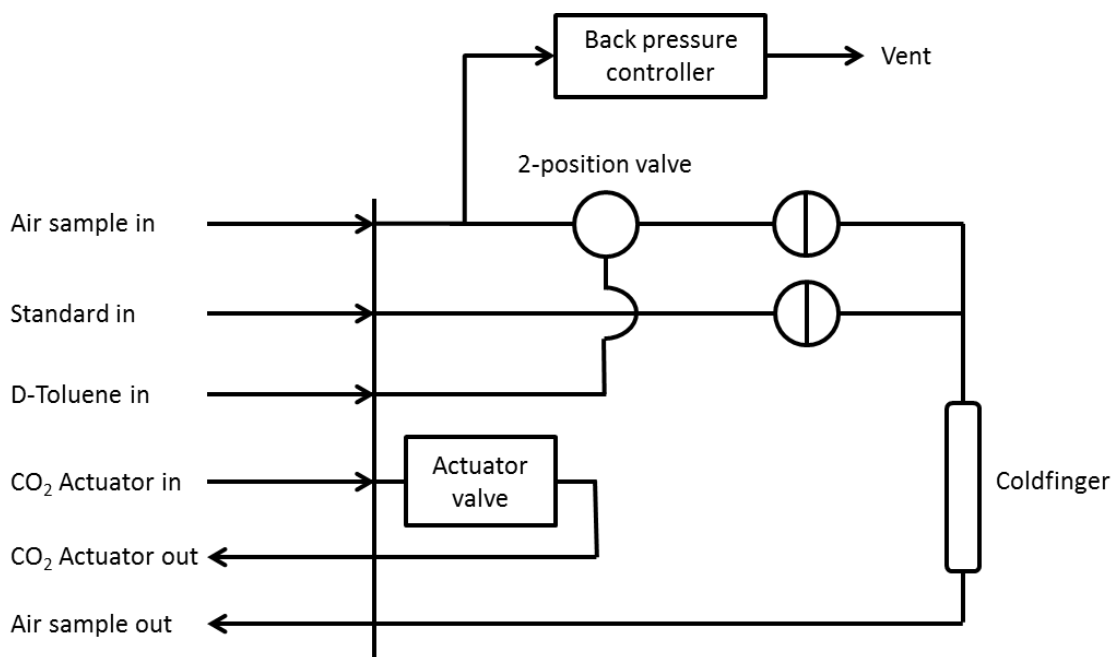 Back pressure
controller
Vent
2-position valve
Air sample in
Standard in
D-Toluene in
CO₂ Actuator in
Actuator
valve
Coldfinger
CO₂ Actuator out
Air sample out